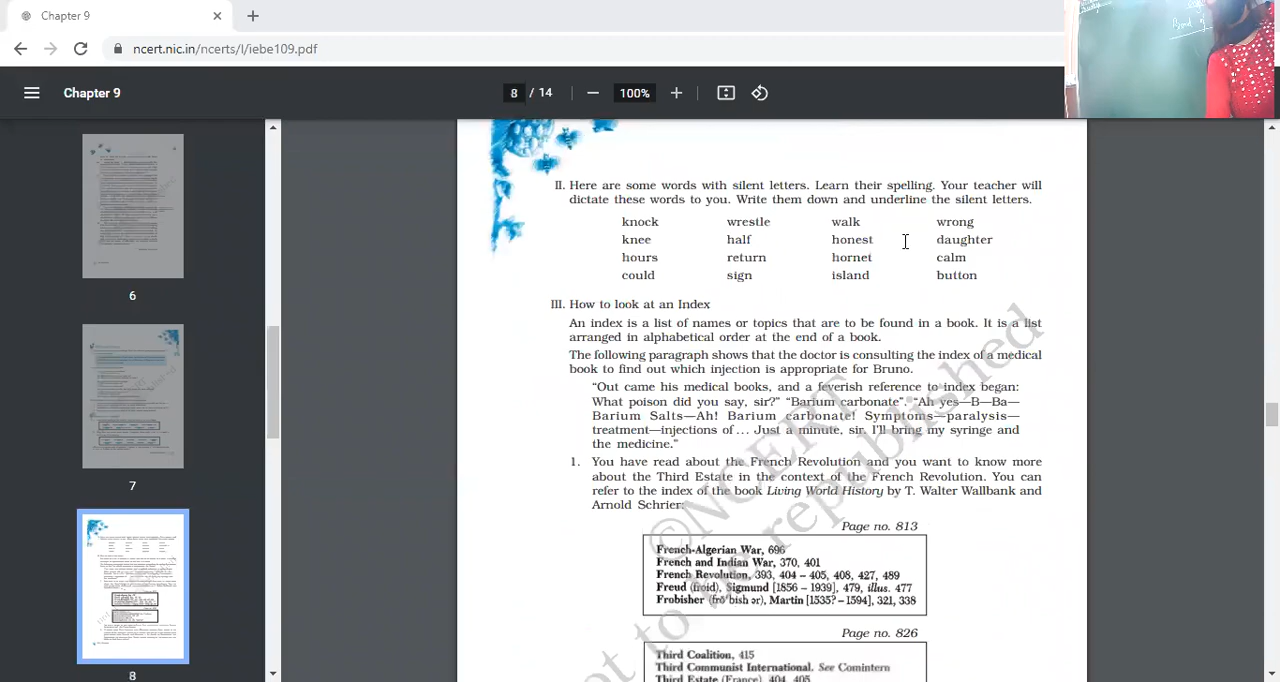 Chapter 9
ncert.nic.in/ncerts/l/iebe109.pdf
Chapter 9
8 / 14
100%
6
7
8
II. Here are some words with silent letters. Learn their spelling. Your teacher will
dictate these words to you. Write them down and underline the silent letters.
knock wrestle walk wrong
knee half honest daughter
hours return hornet calm
could sign island button
III. How to look at an Index
An index is a list of names or topics that are to be found in a book. It is a list
arranged in alphabetical order at the end of a book.
The following paragraph shows that the doctor is consulting the index of a medical
book to find out which injection is appropriate for Bruno.
“Out came his medical books, and a feverish reference to index began:
What poison did you say, sir?” “Barium carbonate”. “Ah yes—B—Ba—
Barium Salts—Ah! Barium carbonate! Symptoms—paralysis—
treatment—injections of... Just a minute, sir. I'll bring my syringe and
the medicine.”
1. You have read about the French Revolution and you want to know more
about the Third Estate in the context of the French Revolution. You can
refer to the index of the book Living World History by T. Walter Wallbank and
Arnold Schrier:
Page no. 813
French-Algerian War, 696
French and Indian War, 370, 401
French Revolution, 393, 404 – 405, 408, 427, 489
Freud (froid), Sigmund [1856 – 1939], 479, illus. 477
Frobisher (frō′bish ər), Martin [1535? – 1594], 321, 338
Page no. 826
Third Coalition, 415
Third Communist International. See Comintern
Third Estate (France), 404, 405
©NCERT
not to be republished